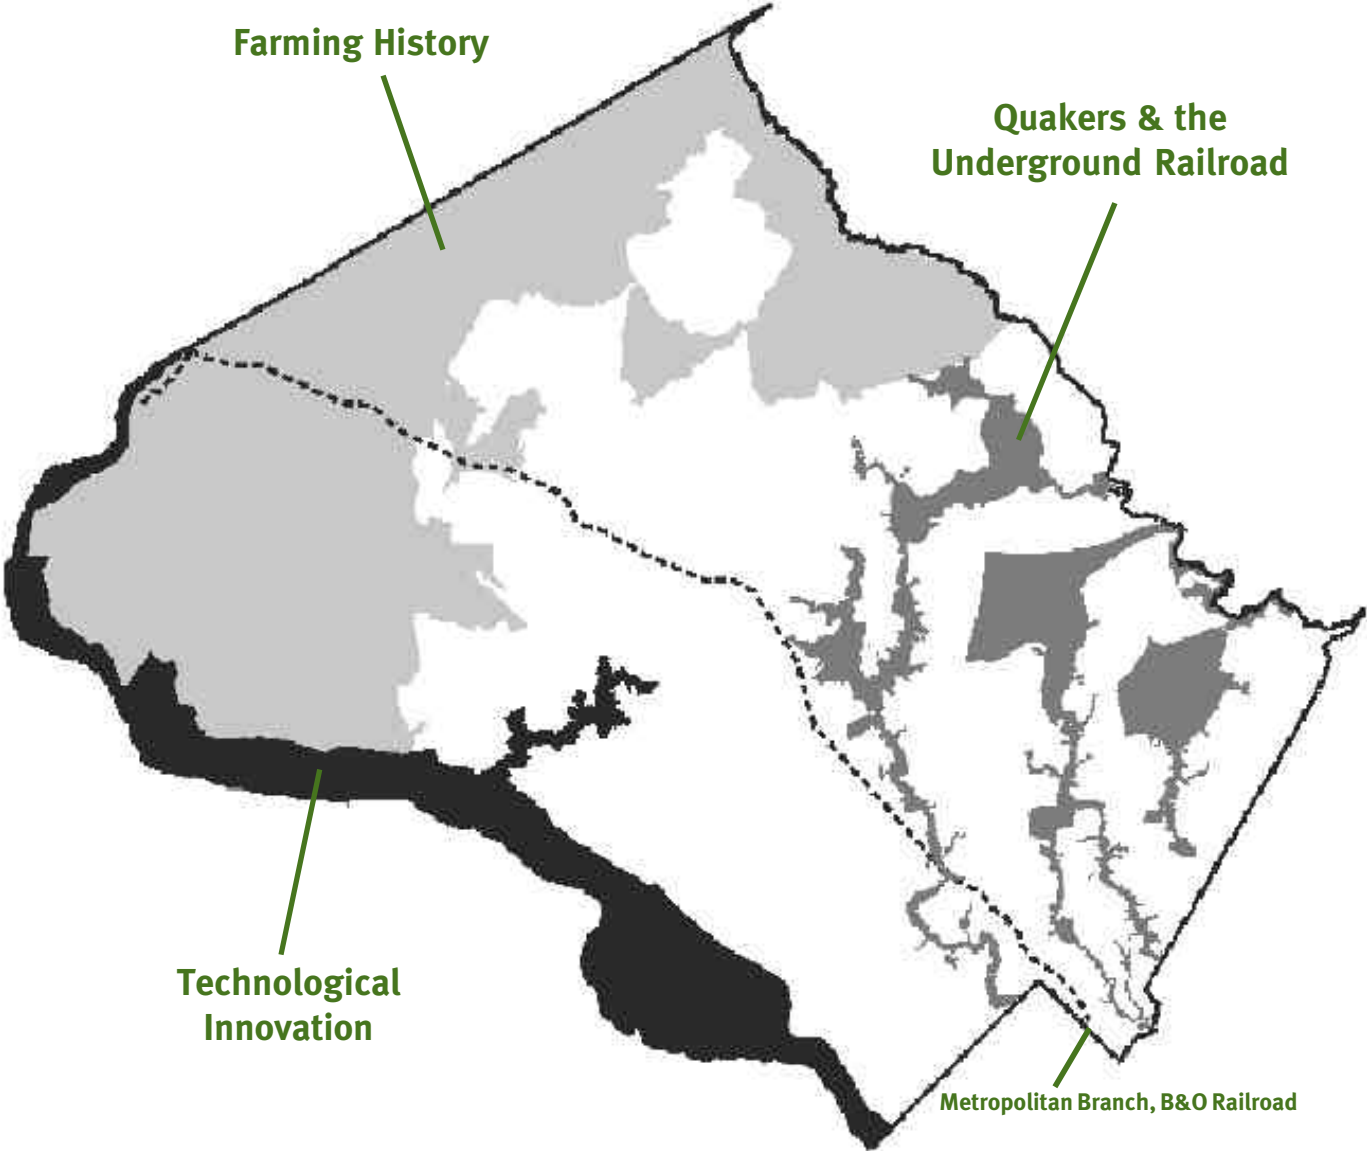 Farming History
Quakers & the
Underground Railroad
Technological
Innovation
Metropolitan Branch, B&O Railroad